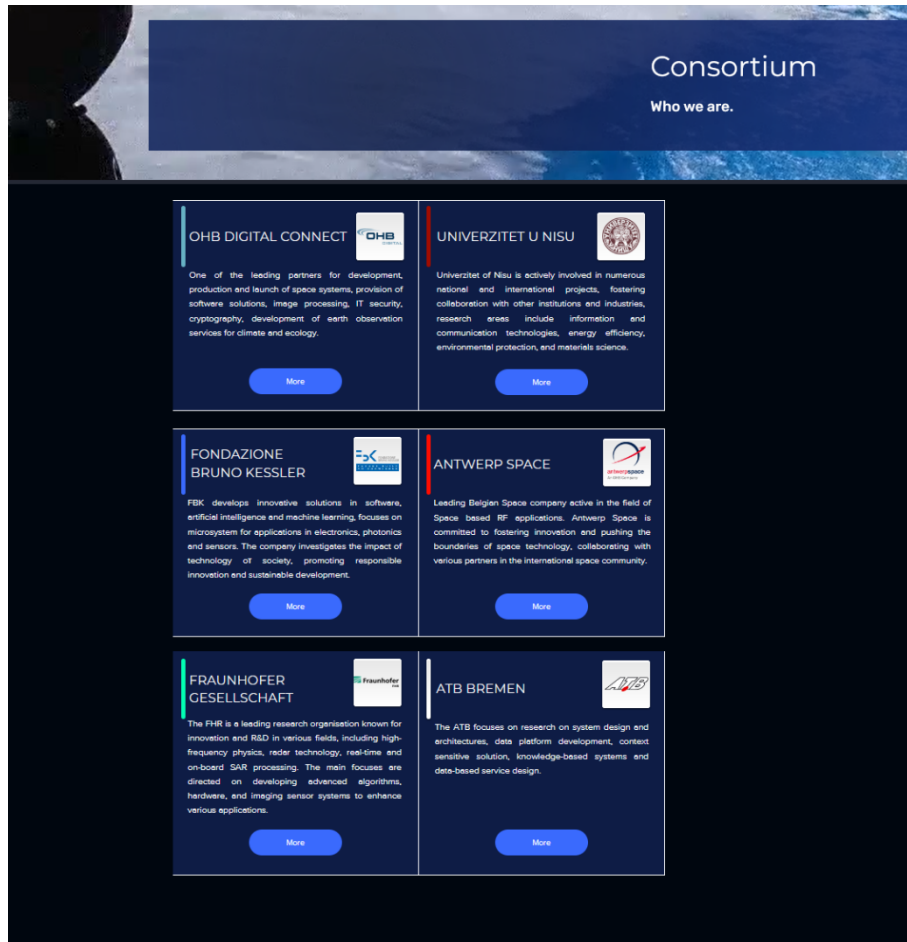 Consortium
Who we are.
OHB DIGITAL CONNECT
OHB
DIGITAL
One of the leading partners for development,
production and launch of space systems, provision of
software solutions, image processing, IT security,
cryptography, development of earth observation
services for climate and ecology.
More
UNIVERZITET U NISU
Univerzitet of Nisu is actively involved in numerous
national and international projects, fostering
collaboration with other institutions and industries,
research areas include information and
communication technologies, energy efficiency,
environmental protection, and materials science.
More
FONDAZIONE
BRUNO KESSLER
FBK
FBK develops innovative solutions in software,
artificial intelligence and machine learning, focuses on
microsystem for applications in electronics, photonics
and sensors. The company investigates the impact of
technology of society, promoting responsible
innovation and sustainable development.
More
ANTWERP SPACE
antwerpspace
Leading Belgian Space company active in the field of
Space based RF applications. Antwerp Space is
committed to fostering innovation and pushing the
boundaries of space technology, collaborating with
various partners in the international space community.
More
FRAUNHOFER
GESELLSCHAFT
Fraunhofer
The FHR is a leading research organisation known for
innovation and R&D in various fields, including high-
frequency physics, radar technology, real-time and
on-board SAR processing. The main focuses are
directed on developing advanced algorithms,
hardware, and imaging sensor systems to enhance
various applications.
More
ATB BREMEN
ATB
The ATB focuses on research on system design and
architectures, data platform development, context
sensitive solution, knowledge-based systems and
data-based service design.
More